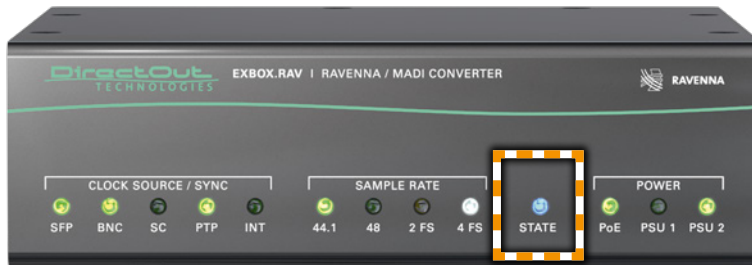 DirectOut
TECHNOLOGIES
EXBOX.RAV | RAVENNA / MADI CONVERTER
RAVENNA
CLOCK SOURCE / SYNC
SAMPLE RATE
POWER
SFP BNC SC PTP INT
44.1 48 2 FS 4 FS
STATE
PoE PSU 1 PSU 2